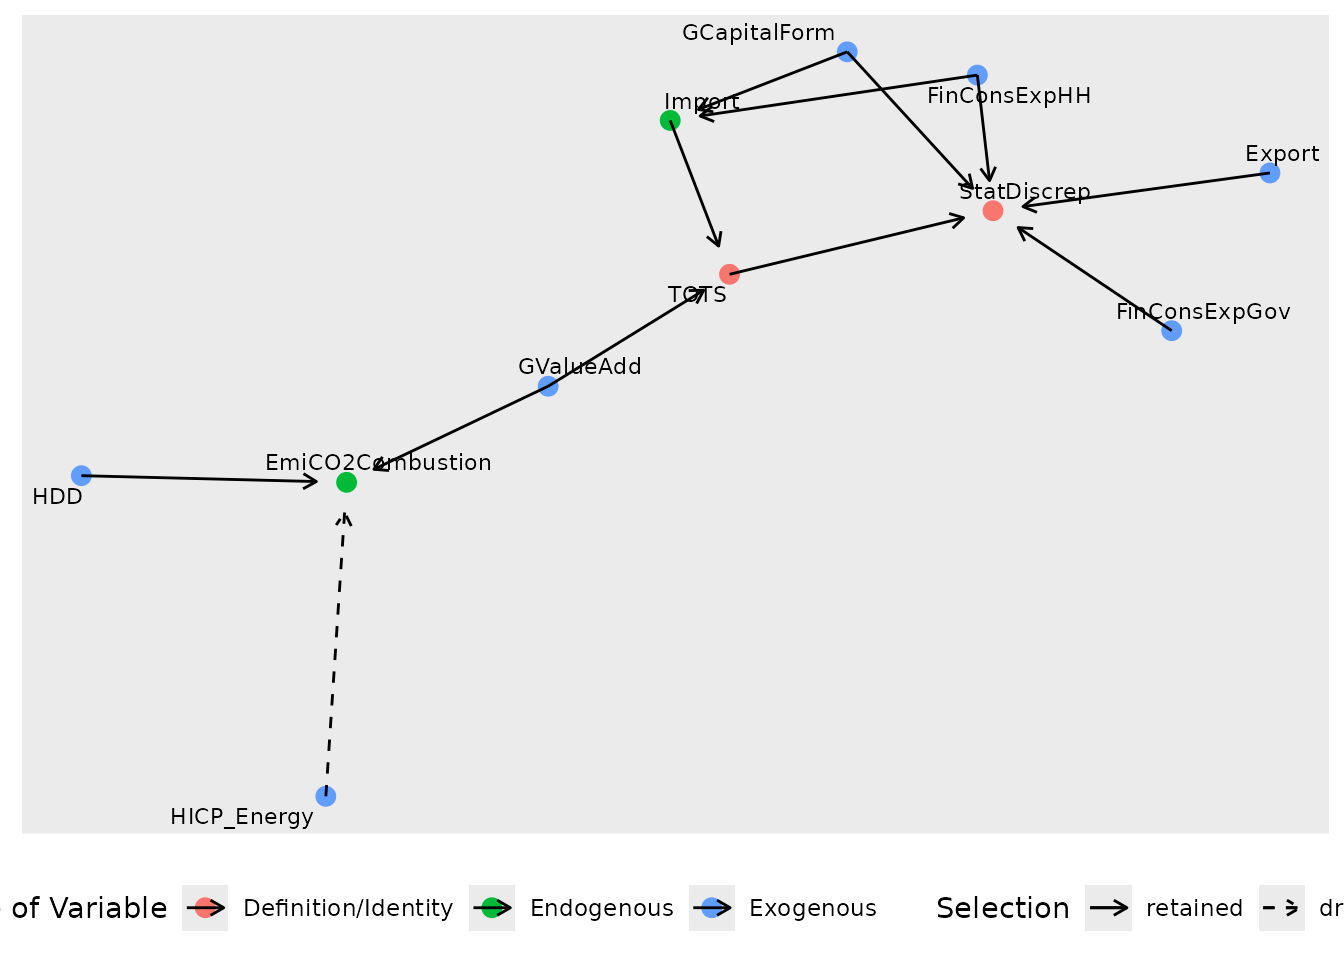 GCapitalForm
FinConsExpHH
Import
Export
StatDiscrep
TOTS
FinConsExpGov
GValueAdd
EmiCO2Combustion
HDD
HICP_Energy
of Variable Definition/Identity Endogenous Exogenous Selection retained